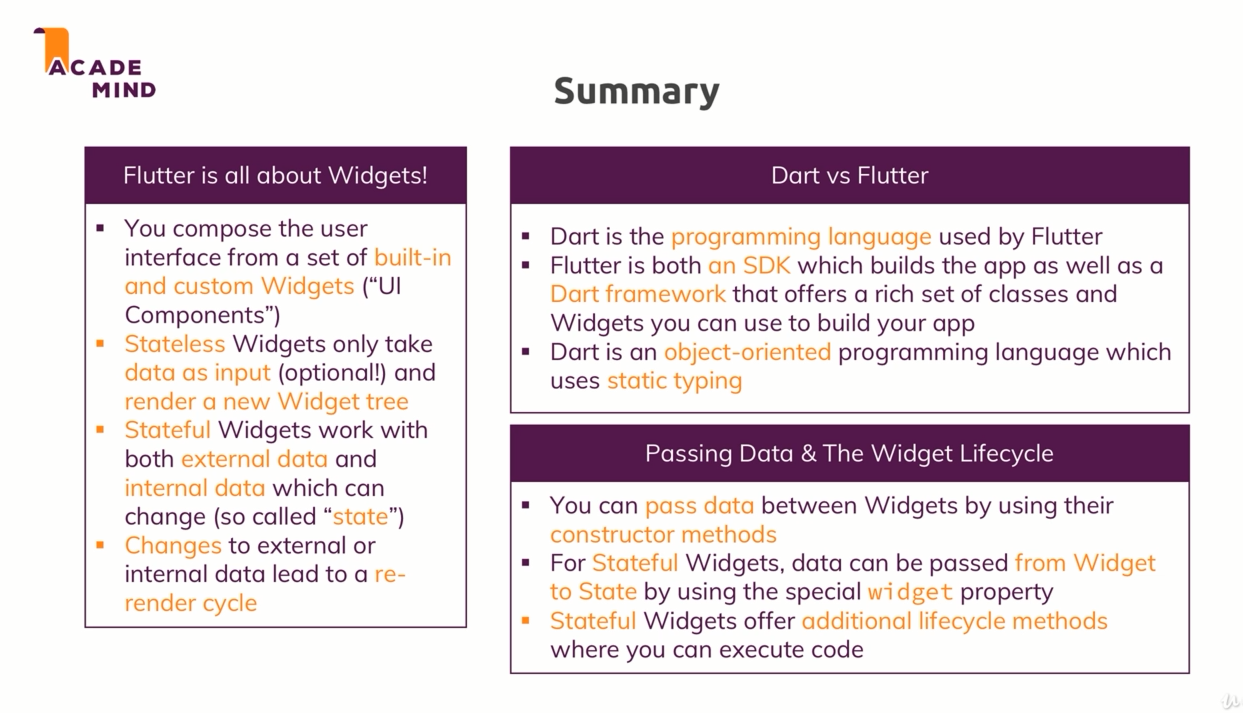 ACADE
MIND
Summary
Flutter is all about Widgets!
▪ You compose the user
interface from a set of built-in
and custom Widgets (“UI
Components”)
▪ Stateless Widgets only take
data as input (optional!) and
render a new Widget tree
▪ Stateful Widgets work with
both external data and
internal data which can
change (so called “state”)
▪ Changes to external or
internal data lead to a re-
render cycle
Dart vs Flutter
▪ Dart is the programming language used by Flutter
▪ Flutter is both an SDK which builds the app as well as a
Dart framework that offers a rich set of classes and
Widgets you can use to build your app
▪ Dart is an object-oriented programming language which
uses static typing
Passing Data & The Widget Lifecycle
▪ You can pass data between Widgets by using their
constructor methods
▪ For Stateful Widgets, data can be passed from Widget
to State by using the special widget property
▪ Stateful Widgets offer additional lifecycle methods
where you can execute code